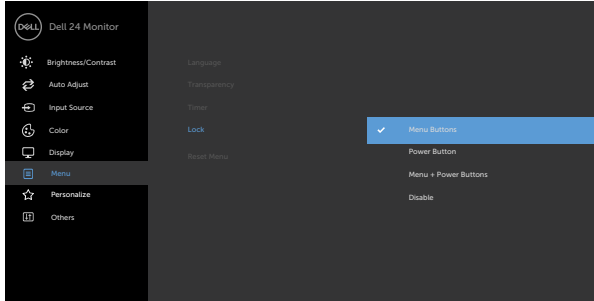 DELL
Dell 24 Monitor
Brightness/Contrast
Auto Adjust
Input Source
Color
Display
Menu
Personalize
Others
Language
Transparency
Timer
Lock
Reset Menu
Menu Buttons
Power Button
Menu + Power Buttons
Disable